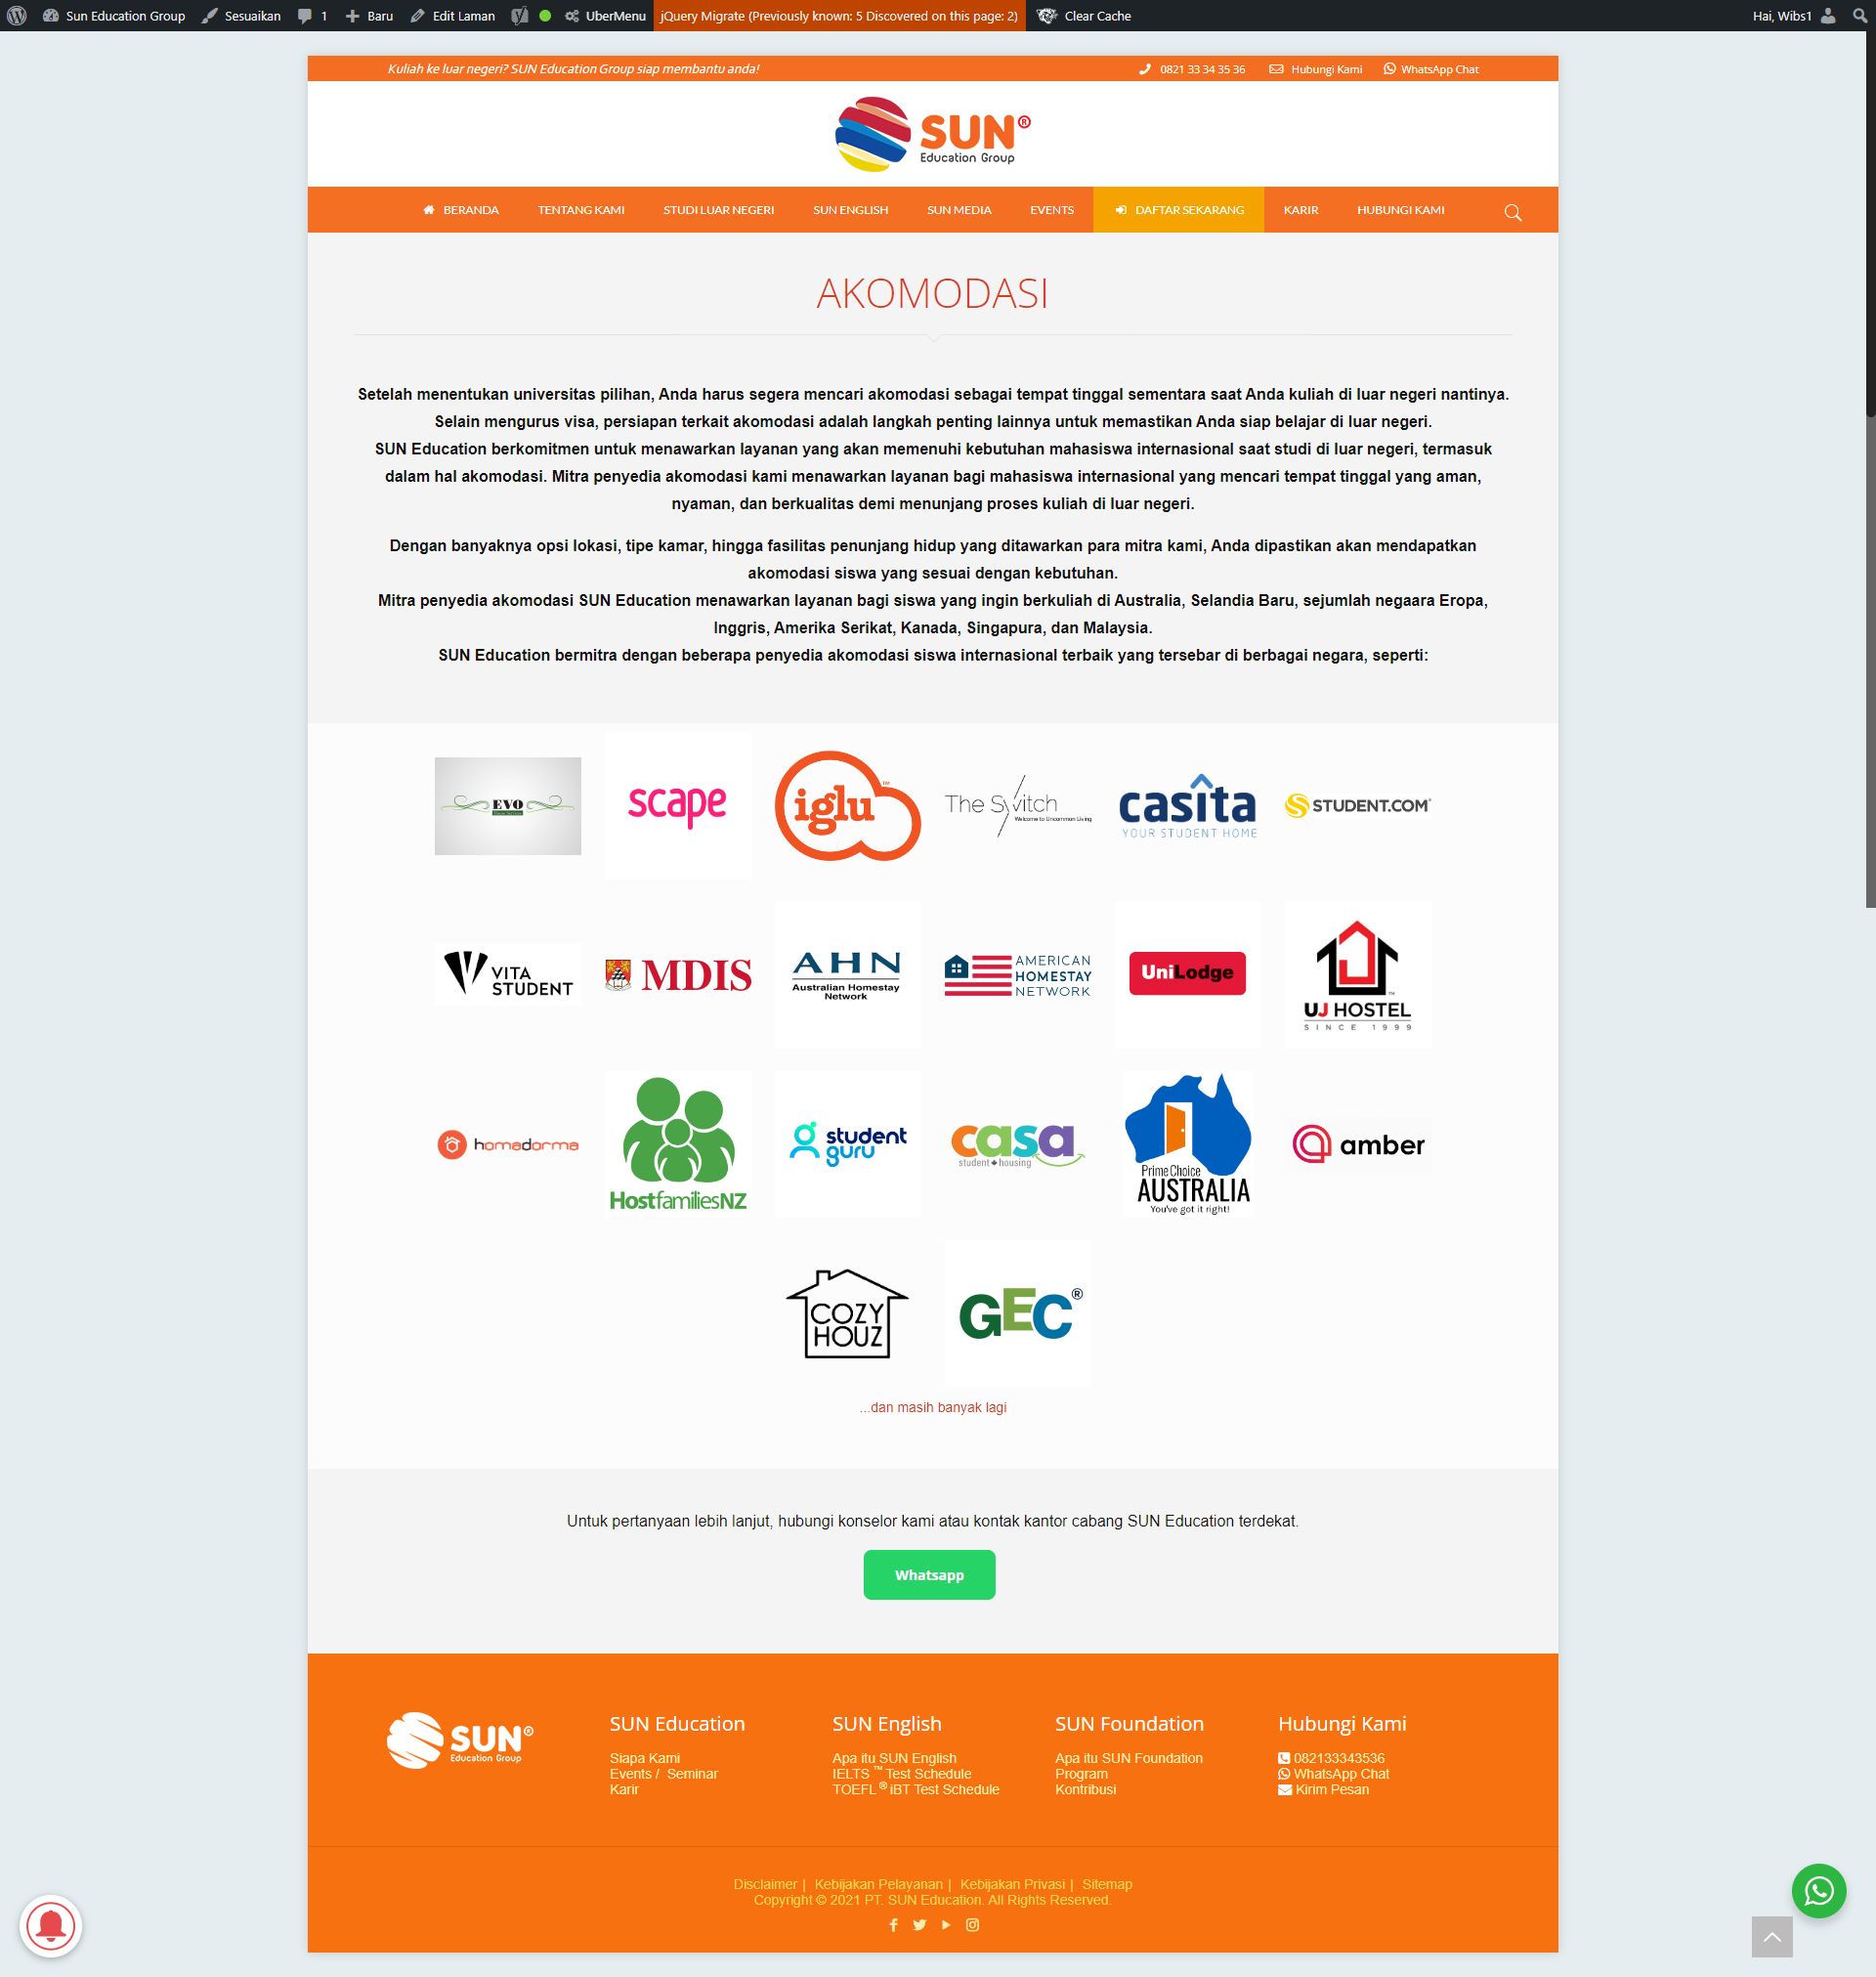 Sun Education Group Sesuaikan 1 Baru Edit Laman UberMenu jQuery Migrate (Previously known: 5 Discovered on this page: 2) Clear Cache Hai, Wibs1
Kuliah ke luar negeri? SUN Education Group siap membantu anda! 0821 33 34 35 36 Hubungi Kami WhatsApp Chat
SUN®
Education Group
BERANDA TENTANG KAMI STUDI LUAR NEGERI SUN ENGLISH SUN MEDIA EVENTS DAFTAR SEKARANG KARIR HUBUNGI KAMI
AKOMODASI
Setelah menentukan universitas pilihan, Anda harus segera mencari akomodasi sebagai tempat tinggal sementara saat Anda kuliah di luar negeri nantinya.
Selain mengurus visa, persiapan terkait akomodasi adalah langkah penting lainnya untuk memastikan Anda siap belajar di luar negeri.
SUN Education berkomitmen untuk menawarkan layanan yang akan memenuhi kebutuhan mahasiswa internasional saat studi di luar negeri, termasuk
dalam hal akomodasi. Mitra penyedia akomodasi kami menawarkan layanan bagi mahasiswa internasional yang mencari tempat tinggal yang aman,
nyaman, dan berkualitas demi menunjang proses kuliah di luar negeri.
Dengan banyaknya opsi lokasi, tipe kamar, hingga fasilitas penunjang hidup yang ditawarkan para mitra kami, Anda dipastikan akan mendapatkan
akomodasi siswa yang sesuai dengan kebutuhan.
Mitra penyedia akomodasi SUN Education menawarkan layanan bagi siswa yang ingin berkuliah di Australia, Selandia Baru, sejumlah negaara Eropa,
Inggris, Amerika Serikat, Kanada, Singapura, dan Malaysia.
SUN Education bermitra dengan beberapa penyedia akomodasi siswa internasional terbaik yang tersebar di berbagai negara, seperti:
EVO
scape
iglu™
The Switch
Welcome to Uncommon Living
casita
YOUR STUDENT HOME
STUDENT.COM
VITA
STUDENT
MDIS
AHN
Australian Homestay
Network
AMERICAN
HOMESTAY
NETWORK
UniLodge
UJ HOSTEL™
SINCE 1999
homadorma
HostfamiliesNZ
student
guru
casa
student housing
Prime Choice
AUSTRALIA
You've got it right!
amber
COZY
HOUZ
GEC®
...dan masih banyak lagi
Untuk pertanyaan lebih lanjut, hubungi konselor kami atau kontak kantor cabang SUN Education terdekat.
Whatsapp
SUN®
Education Group
SUN Education
Siapa Kami
Events / Seminar
Karir
SUN English
Apa itu SUN English
IELTS ™ Test Schedule
TOEFL ® iBT Test Schedule
SUN Foundation
Apa itu SUN Foundation
Program
Kontribusi
Hubungi Kami
082133343536
WhatsApp Chat
Kirim Pesan
Disclaimer | Kebijakan Pelayanan | Kebijakan Privasi | Sitemap
Copyright © 2021 PT. SUN Education. All Rights Reserved.